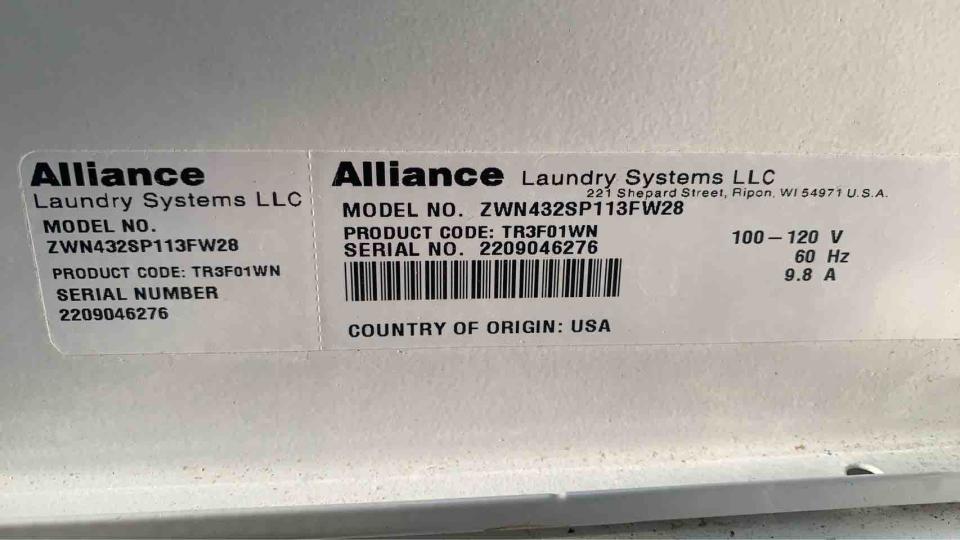 Alliance
Laundry Systems LLC
MODEL NO.
ZWN432SP113FW28
PRODUCT CODE: TR3F01WN
SERIAL NUMBER
2209046276
Alliance Laundry Systems LLC
221 Shepard Street, Ripon, WI 54971 U.S.A.
MODEL NO. ZWN432SP113FW28
PRODUCT CODE: TR3F01WN
SERIAL NO. 2209046276
100-120 V
60 Hz
9.8 A
COUNTRY OF ORIGIN: USA